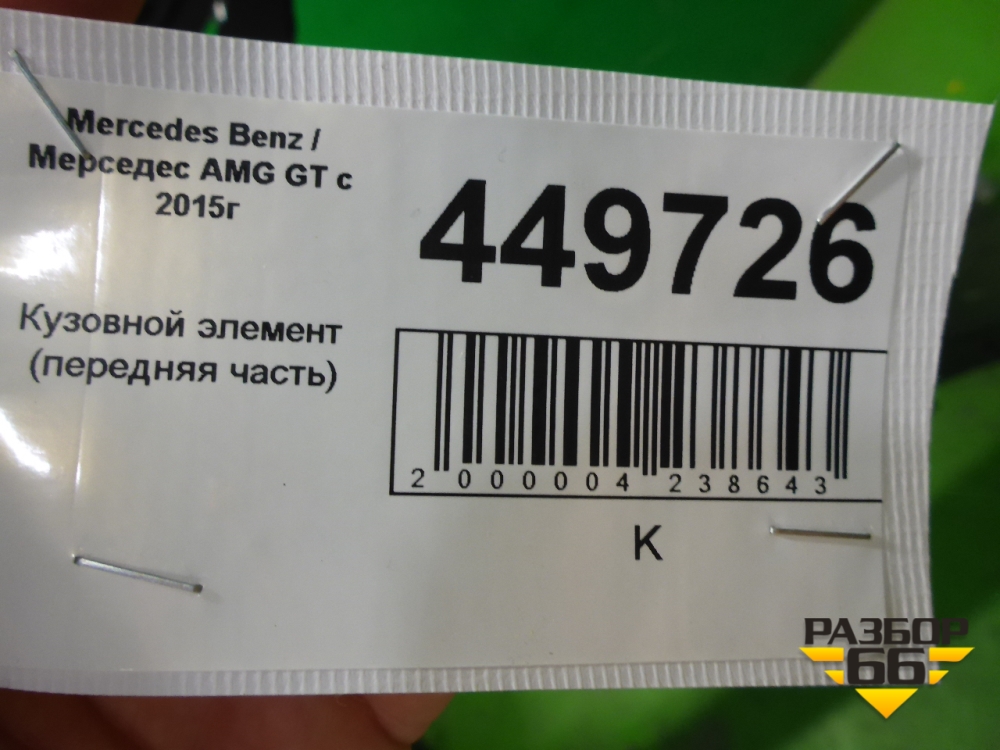 Mercedes Benz /
Мерседес AMG GT с
2015г
449726
Кузовной элемент
(передняя часть)
2 000004 238643
К
РАЗБОР
66